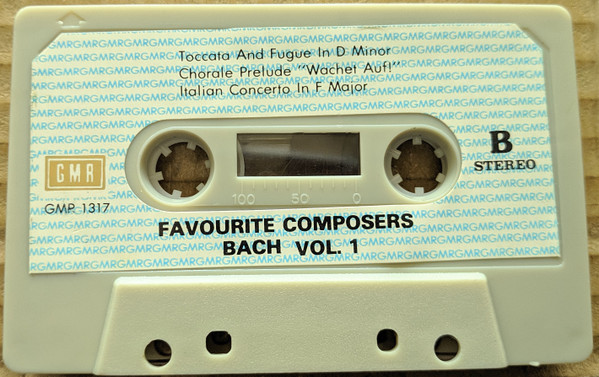 Toccata And Fugue In D Minor
Chorale Prelude "Wachet Auf!"
Italian Concerto In F Major
GMR
GMP 1317
B
STEREO
100 50 0
FAVOURITE COMPOSERS
BACH VOL. 1